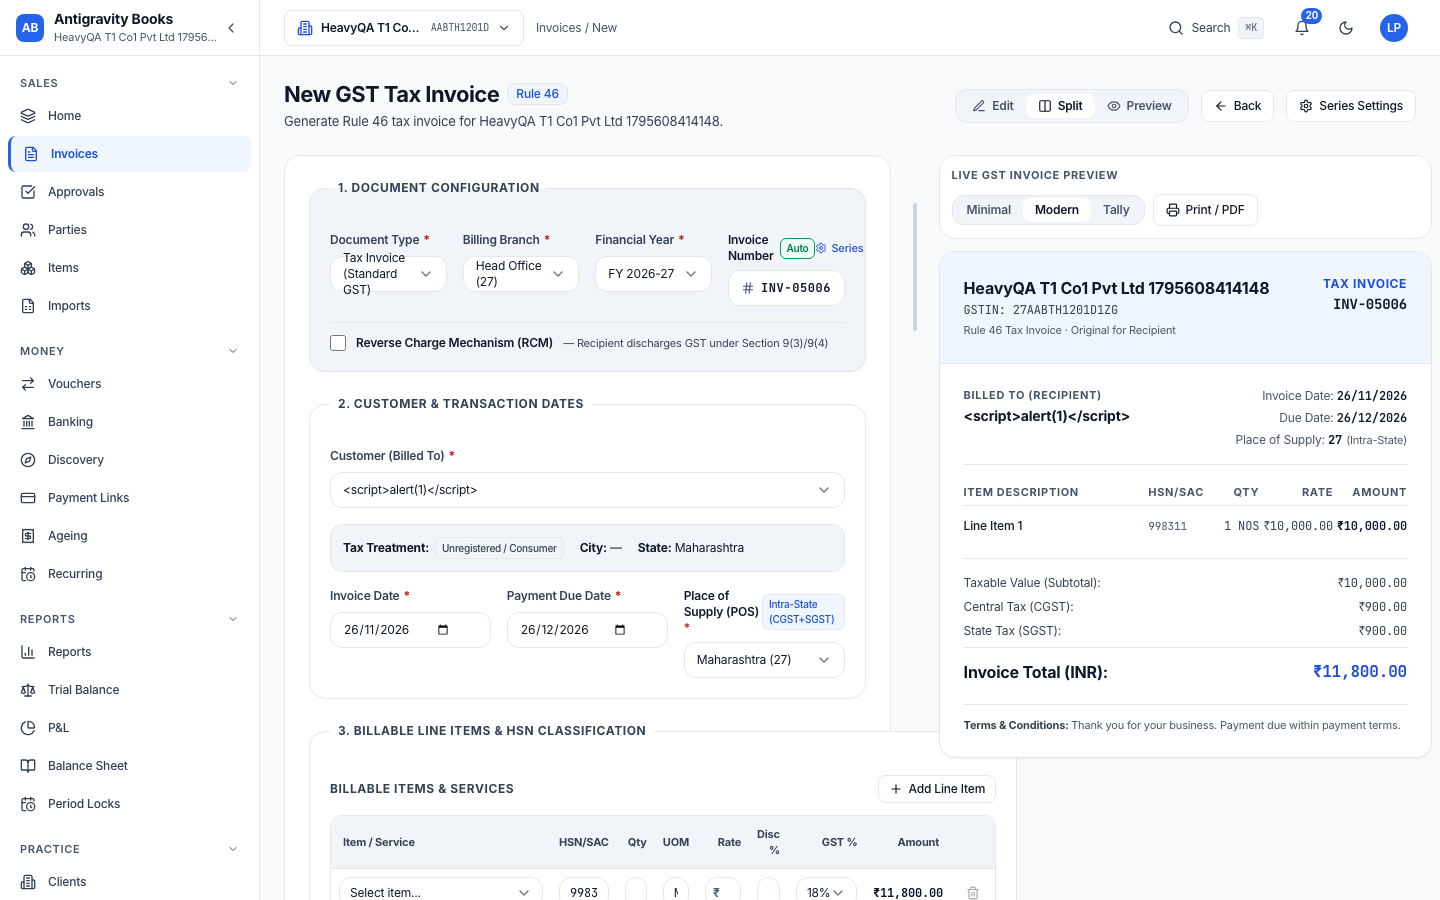 AB
Antigravity Books
HeavyQA T1 Co1 Pvt Ltd 17956...
HeavyQA T1 Co... AABTH1201D
Invoices / New
Search ⌘K
20
LP
SALES
Home
Invoices
Approvals
Parties
Items
Imports
MONEY
Vouchers
Banking
Discovery
Payment Links
Ageing
Recurring
REPORTS
Reports
Trial Balance
P&L
Balance Sheet
Period Locks
PRACTICE
Clients
New GST Tax Invoice Rule 46
Generate Rule 46 tax invoice for HeavyQA T1 Co1 Pvt Ltd 1795608414148.
Edit Split Preview
Back
Series Settings
1. DOCUMENT CONFIGURATION
Document Type *
Tax Invoice
(Standard
GST)
Billing Branch *
Head Office
(27)
Financial Year *
FY 2026-27
Invoice
Number
Auto
Series
# INV-05006
Reverse Charge Mechanism (RCM) — Recipient discharges GST under Section 9(3)/9(4)
2. CUSTOMER & TRANSACTION DATES
Customer (Billed To) *
<script>alert(1)</script>
Tax Treatment: Unregistered / Consumer City: — State: Maharashtra
Invoice Date *
26/11/2026
Payment Due Date *
26/12/2026
Place of
Supply (POS)
*
Intra-State
(CGST+SGST)
Maharashtra (27)
3. BILLABLE LINE ITEMS & HSN CLASSIFICATION
BILLABLE ITEMS & SERVICES
Add Line Item
Item / Service HSN/SAC Qty UOM Rate Disc % GST % Amount
Select item... 9983 ₹ 18% ₹11,800.00
LIVE GST INVOICE PREVIEW
Minimal Modern Tally
Print / PDF
HeavyQA T1 Co1 Pvt Ltd 1795608414148
GSTIN: 27AABTH1201D1ZG
Rule 46 Tax Invoice · Original for Recipient
TAX INVOICE
INV-05006
BILLED TO (RECIPIENT)
<script>alert(1)</script>
Invoice Date: 26/11/2026
Due Date: 26/12/2026
Place of Supply: 27 (Intra-State)
ITEM DESCRIPTION HSN/SAC QTY RATE AMOUNT
Line Item 1 998311 1 NOS ₹10,000.00 ₹10,000.00
Taxable Value (Subtotal): ₹10,000.00
Central Tax (CGST): ₹900.00
State Tax (SGST): ₹900.00
Invoice Total (INR): ₹11,800.00
Terms & Conditions: Thank you for your business. Payment due within payment terms.